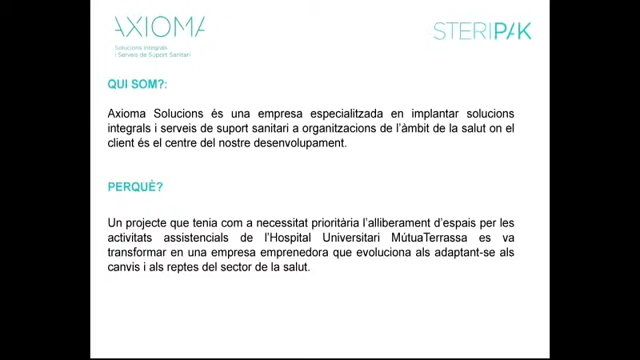 AXIOMA
STERIPAK
Solucions Integrals
i Serveis de Suport Sanitari
QUI SOM?:
Axioma Solucions és una empresa especialitzada en implantar solucions
integrals i serveis de suport sanitari a organitzacions de l'àmbit de la salut on el
client és el centre del nostre desenvolupament.
PERQUÈ?
Un projecte que tenia com a necessitat prioritària l'alliberament d'espais per les
activitats assistencials de l'Hospital Universitari MútuaTerrassa es va
transformar en una empresa emprenedora que evoluciona als adaptant-se als
canvis i als reptes del sector de la salut.